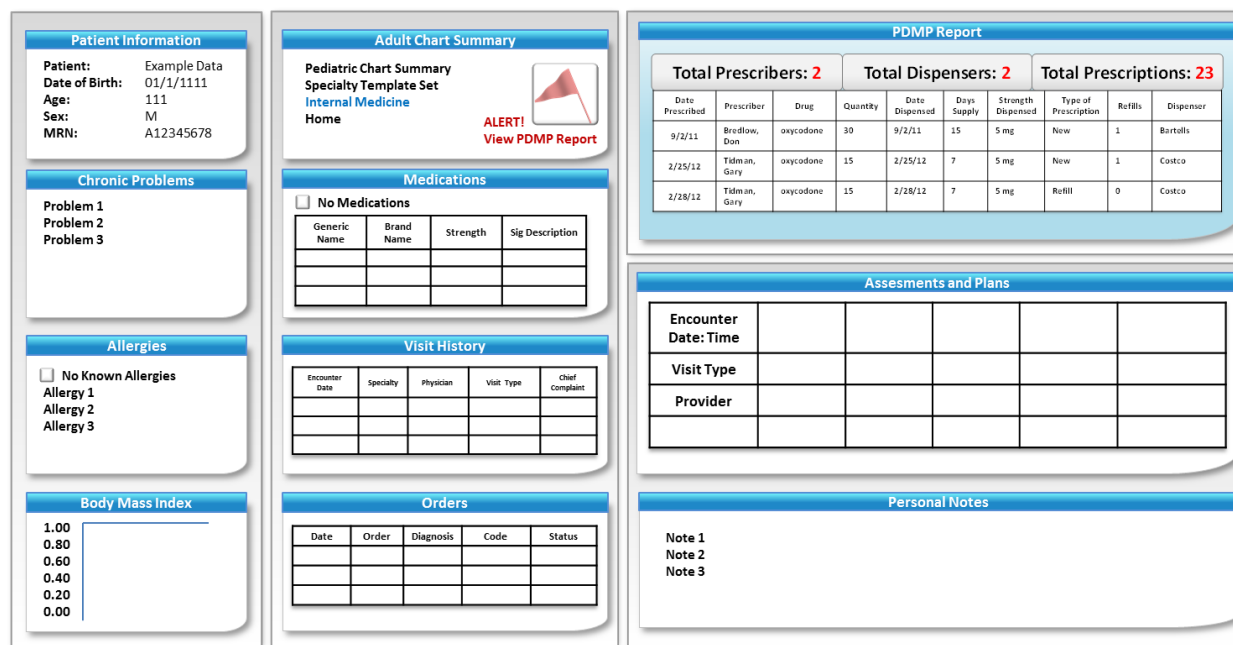 Patient Information
Patient: Example Data
Date of Birth: 01/1/1111
Age: 111
Sex: M
MRN: A12345678
Chronic Problems
Problem 1
Problem 2
Problem 3
Allergies
No Known Allergies
Allergy 1
Allergy 2
Allergy 3
Body Mass Index
1.00
0.80
0.60
0.40
0.20
0.00
Adult Chart Summary
Pediatric Chart Summary
Specialty Template Set
Internal Medicine
Home
ALERT!
View PDMP Report
Medications
No Medications
Generic Name Brand Name Strength Sig Description
Visit History
Encounter Date Specialty Physician Visit Type Chief Complaint
Orders
Date Order Diagnosis Code Status
PDMP Report
Total Prescribers: 2 Total Dispensers: 2 Total Prescriptions: 23
Date Prescribed Prescriber Drug Quantity Date Dispensed Days Supply Strength Dispensed Type of Prescription Refills Dispenser
9/2/11 Bredlow, Don oxycodone 30 9/2/11 15 5 mg New 1 Bartells
2/25/12 Tidman, Gary oxycodone 15 2/25/12 7 5 mg New 1 Costco
2/28/12 Tidman, Gary oxycodone 15 2/28/12 7 5 mg Refill 0 Costco
Assesments and Plans
Encounter
Date: Time
Visit Type
Provider
Personal Notes
Note 1
Note 2
Note 3